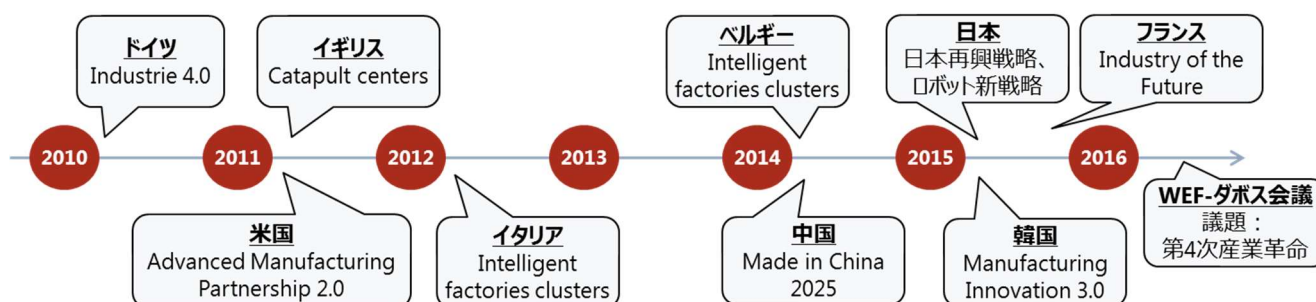 ドイツ
Industrie 4.0
イギリス
Catapult centers
ベルギー
Intelligent
factories clusters
日本
日本再興戦略、
ロボット新戦略
フランス
Industry of the
Future
2010
2011
2012
2013
2014
2015
2016
米国
Advanced Manufacturing
Partnership 2.0
イタリア
Intelligent
factories clusters
中国
Made in China
2025
韓国
Manufacturing
Innovation 3.0
WEF-ダボス会議
議題：
第4次産業革命